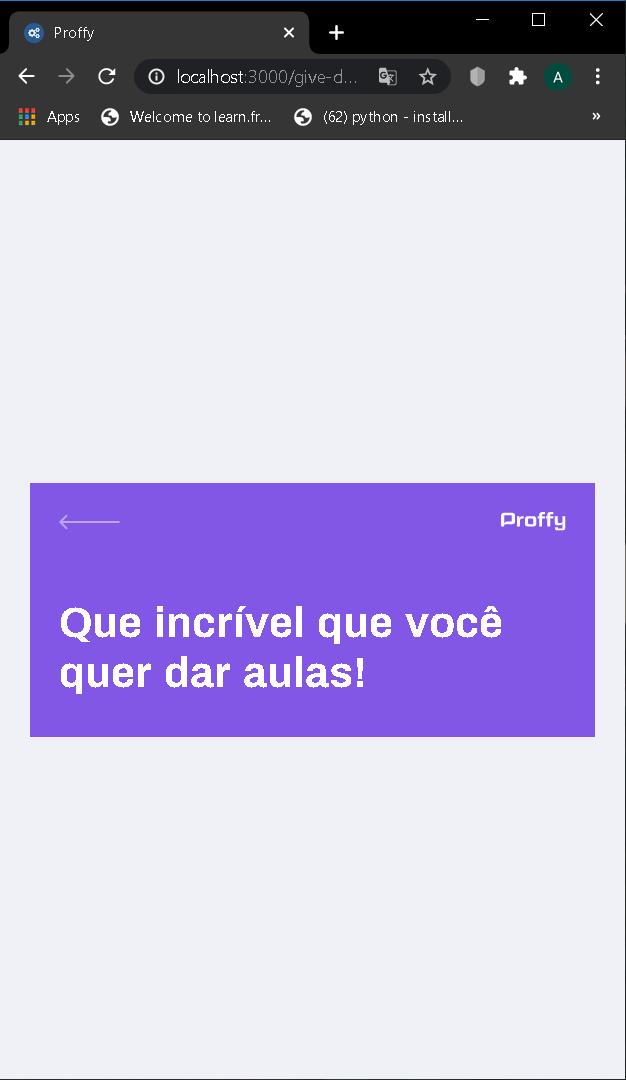 Proffy
localhost:3000/give-d...
A
Apps
Welcome to learn.fr...
(62) python - install...
»
Proffy
Que incrível que você
quer dar aulas!